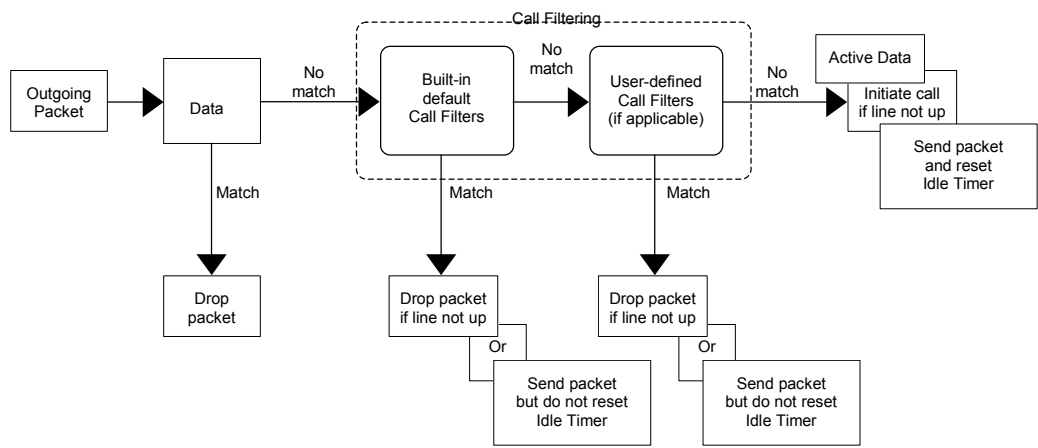 Call Filtering
Outgoing
Packet
Data
No
match
Built-in
default
Call Filters
No
match
User-defined
Call Filters
(if applicable)
No
match
Active Data
Initiate call
if line not up
Send packet
and reset
Idle Timer
Match
Match
Match
Drop
packet
Drop packet
if line not up
Or
Send packet
but do not reset
Idle Timer
Drop packet
if line not up
Or
Send packet
but do not reset
Idle Timer